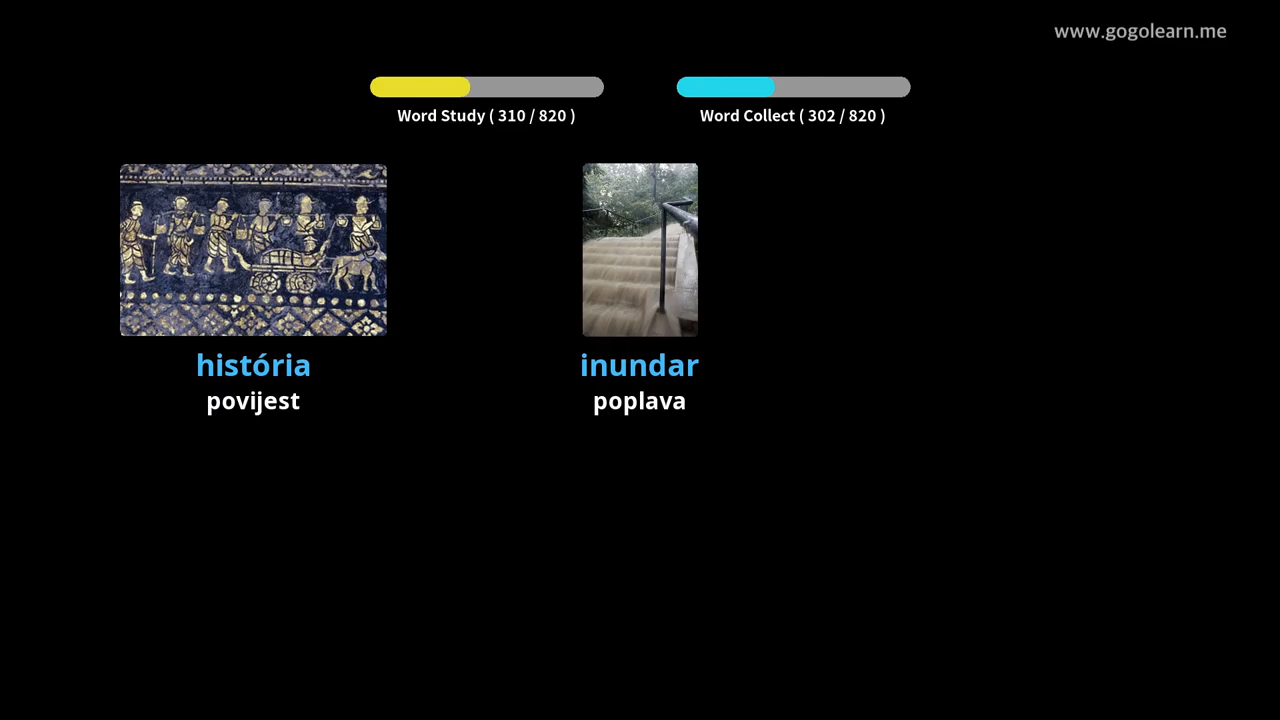 www.gogolearn.me
Word Study ( 310 / 820 )
Word Collect ( 302 / 820 )
história
povijest
inundar
poplava